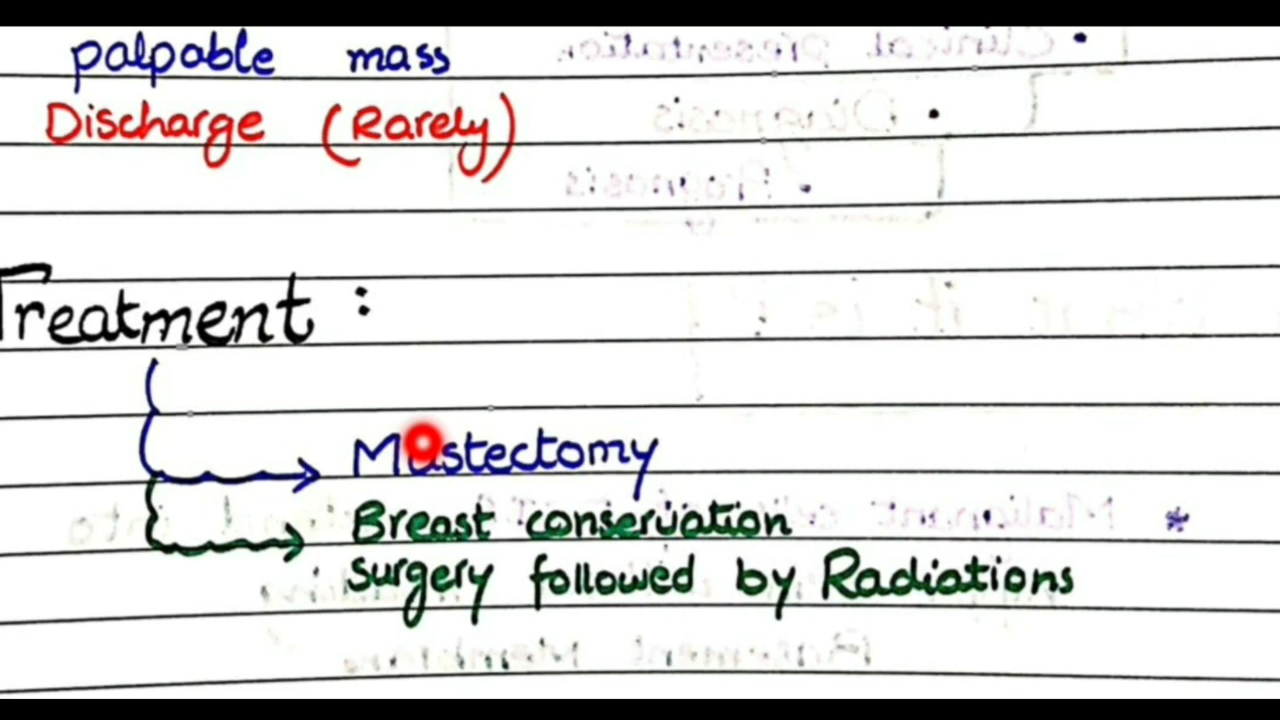 palpable mass
Discharge (Rarely)
Treatment :
Mastectomy
Breast conservation
surgery followed by Radiations